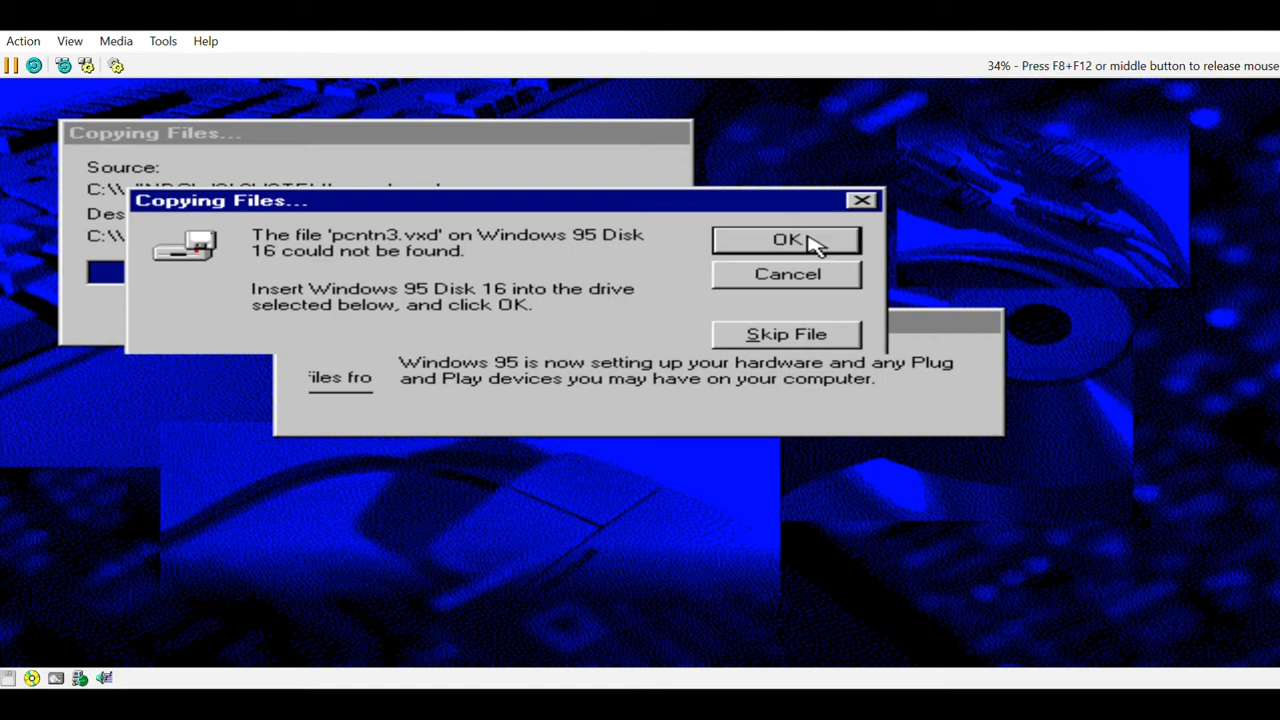 Action View Media Tools Help
34% - Press F8+F12 or middle button to release mouse
Copying Files...
Source:
Copying Files...
Des
C:\
The file 'pcntn3.vxd' on Windows 95 Disk
16 could not be found.
Insert Windows 95 Disk 16 into the drive
selected below, and click OK.
OK
Cancel
Skip File
Windows 95 is now setting up your hardware and any Plug
and Play devices you may have on your computer.
iles fro